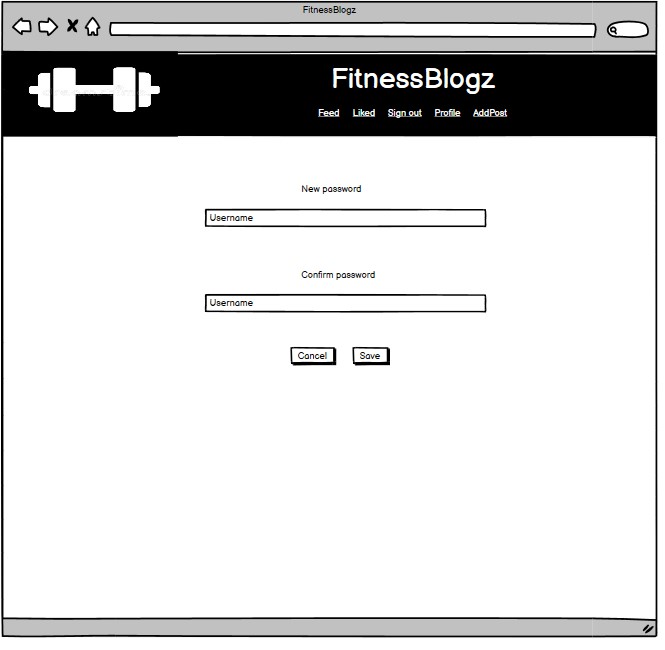 FitnessBlogz
FitnessBlogz
Feed Liked Sign out Profile AddPost
New password
Username
Confirm password
Username
Cancel Save